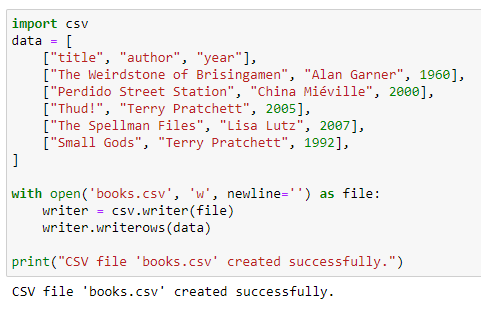 import csv
data = [
    ["title", "author", "year"],
    ["The Weirdstone of Brisingamen", "Alan Garner", 1960],
    ["Perdido Street Station", "China Miéville", 2000],
    ["Thud!", "Terry Pratchett", 2005],
    ["The Spellman Files", "Lisa Lutz", 2007],
    ["Small Gods", "Terry Pratchett", 1992],
]
with open('books.csv', 'w', newline='') as file:
    writer = csv.writer(file)
    writer.writerows(data)
print("CSV file 'books.csv' created successfully.")
CSV file 'books.csv' created successfully.